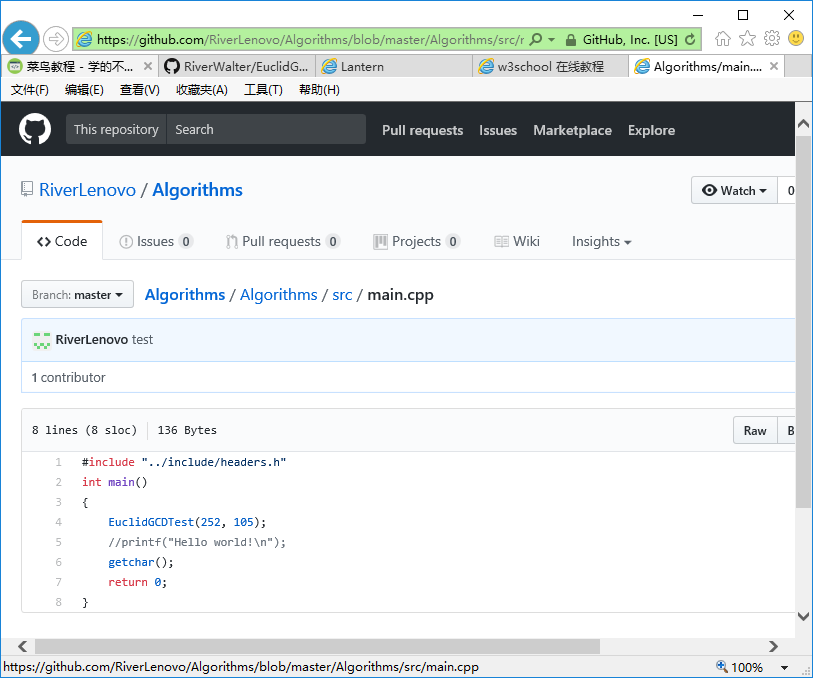 https://github.com/RiverLenovo/Algorithms/blob/master/Algorithms/src/r GitHub, Inc. [US]
菜鸟教程 - 学的不... RiverWalter/EuclidG... Lantern w3school 在线教程 Algorithms/main....
文件(F) 编辑(E) 查看(V) 收藏夹(A) 工具(T) 帮助(H)
This repository Search Pull requests Issues Marketplace Explore
RiverLenovo / Algorithms Watch 0
Code Issues 0 Pull requests 0 Projects 0 Wiki Insights
Branch: master Algorithms / Algorithms / src / main.cpp
RiverLenovo test
1 contributor
8 lines (8 sloc) 136 Bytes Raw B
1 #include "../include/headers.h"
2 int main()
3 {
4 EuclidGCDTest(252, 105);
5 //printf("Hello world!\n");
6 getchar();
7 return 0;
8 }
https://github.com/RiverLenovo/Algorithms/blob/master/Algorithms/src/main.cpp 100%